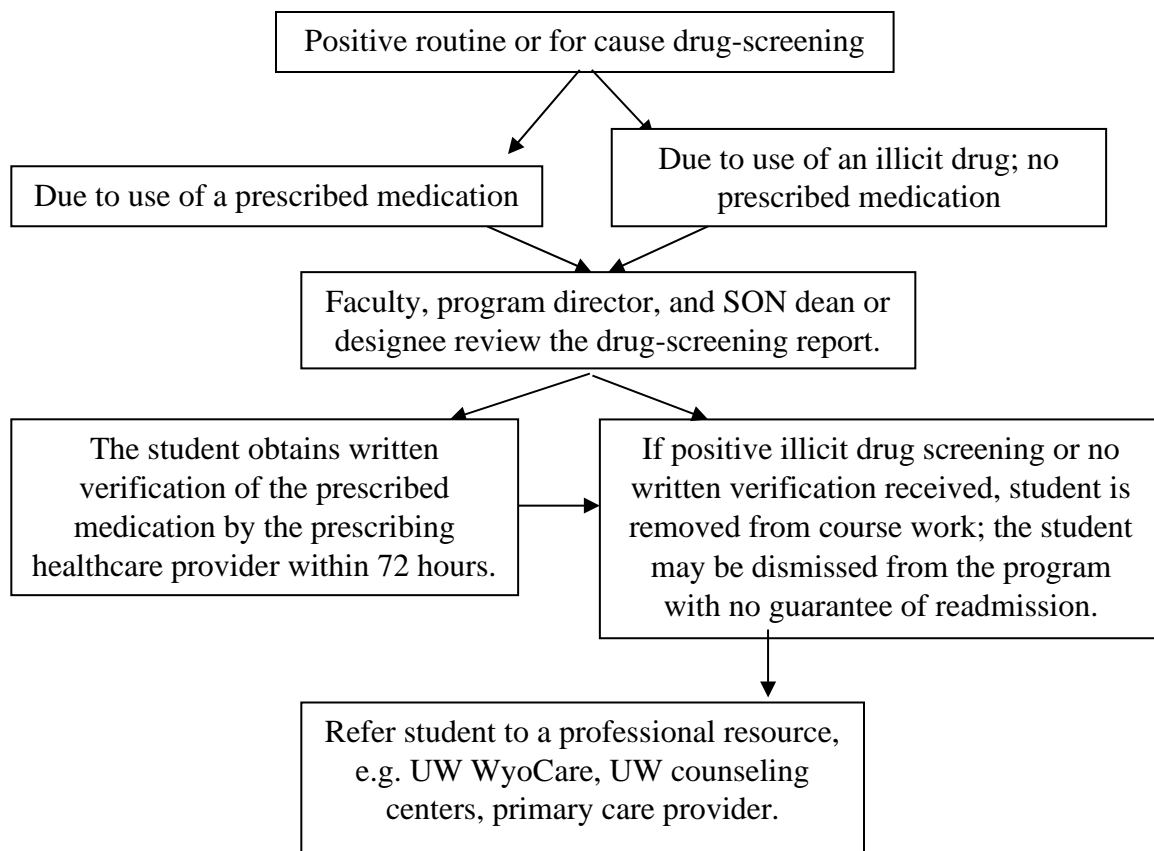 Positive routine or for cause drug-screening
Due to use of a prescribed medication
Due to use of an illicit drug; no
prescribed medication
Faculty, program director, and SON dean or
designee review the drug-screening report.
The student obtains written
verification of the prescribed
medication by the prescribing
healthcare provider within 72 hours.
If positive illicit drug screening or no
written verification received, student is
removed from course work; the student
may be dismissed from the program
with no guarantee of readmission.
Refer student to a professional resource,
e.g. UW WyoCare, UW counseling
centers, primary care provider.